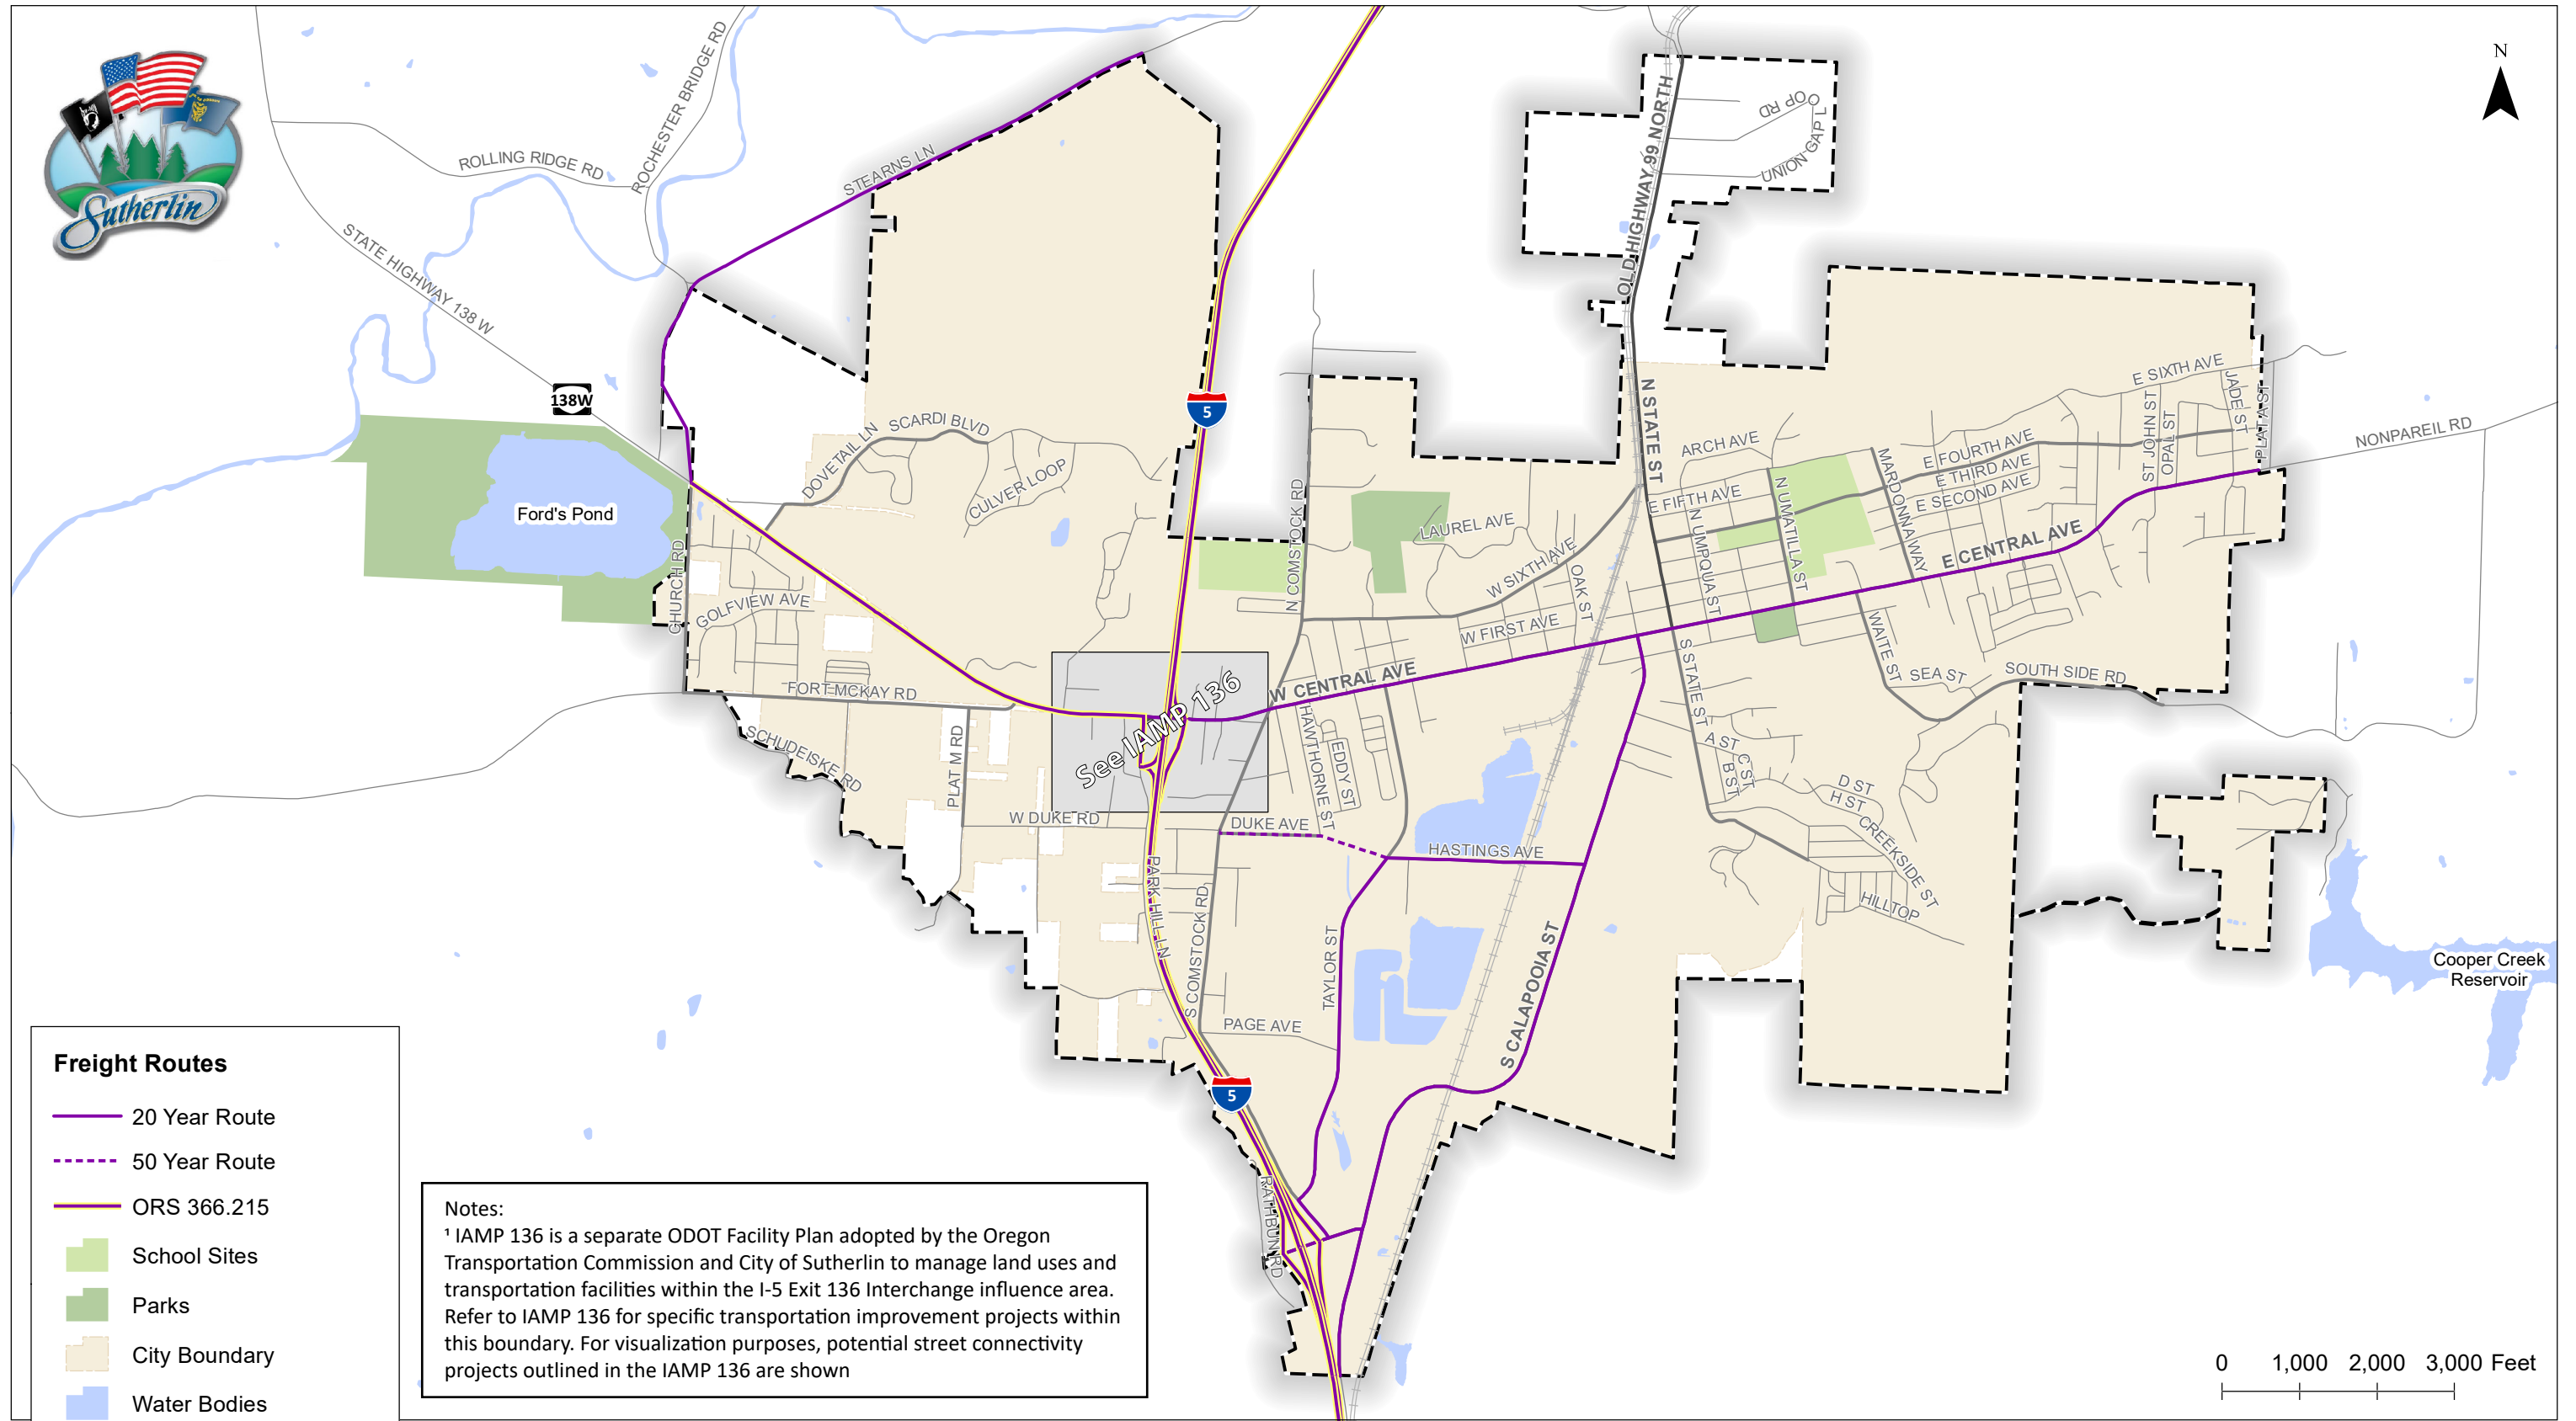 Sutherlin
N
ROCHESTER BRIDGE RD
ROLLING RIDGE RD
STEARNS LN
STATE HIGHWAY 138 W
138W
5
OLD HIGHWAY 99 NORTH
UNION GAP LOOP RD
Ford's Pond
CHURCH RD
DOVETAIL LN
SCARDI BLVD
CULVER LOOP
GOLFVIEW AVE
FORT MCKAY RD
SCHUDEISKE RD
PLAT M RD
W DUKE RD
PARK HILL LN
See IAMP 136
N COMSTOCK RD
LAUREL AVE
W SIXTH AVE
OAK ST
W FIRST AVE
W CENTRAL AVE
HAWTHORNE ST
EDDY ST
DUKE AVE
HASTINGS AVE
S COMSTOCK RD
TAYLOR ST
PAGE AVE
S CALAPOOIA ST
5
RATHBUN RD
N STATE ST
ARCH AVE
E FIFTH AVE
N UMPQUA ST
N UMATILLA ST
MARDONNA WAY
E SIXTH AVE
E FOURTH AVE
E THIRD AVE
E SECOND AVE
E CENTRAL AVE
ST JOHN ST
OPAL ST
JADE ST
PLAT A ST
NONPAREIL RD
WAITE ST
SEA ST
SOUTH SIDE RD
S STATE ST
A ST
B ST
C ST
D ST
H ST
CREEKSIDE ST
HILLTOP
Cooper Creek
Reservoir
Freight Routes
20 Year Route
50 Year Route
ORS 366.215
School Sites
Parks
City Boundary
Water Bodies
Notes:
¹ IAMP 136 is a separate ODOT Facility Plan adopted by the Oregon
Transportation Commission and City of Sutherlin to manage land uses and
transportation facilities within the I-5 Exit 136 Interchange influence area.
Refer to IAMP 136 for specific transportation improvement projects within
this boundary. For visualization purposes, potential street connectivity
projects outlined in the IAMP 136 are shown
0 1,000 2,000 3,000 Feet